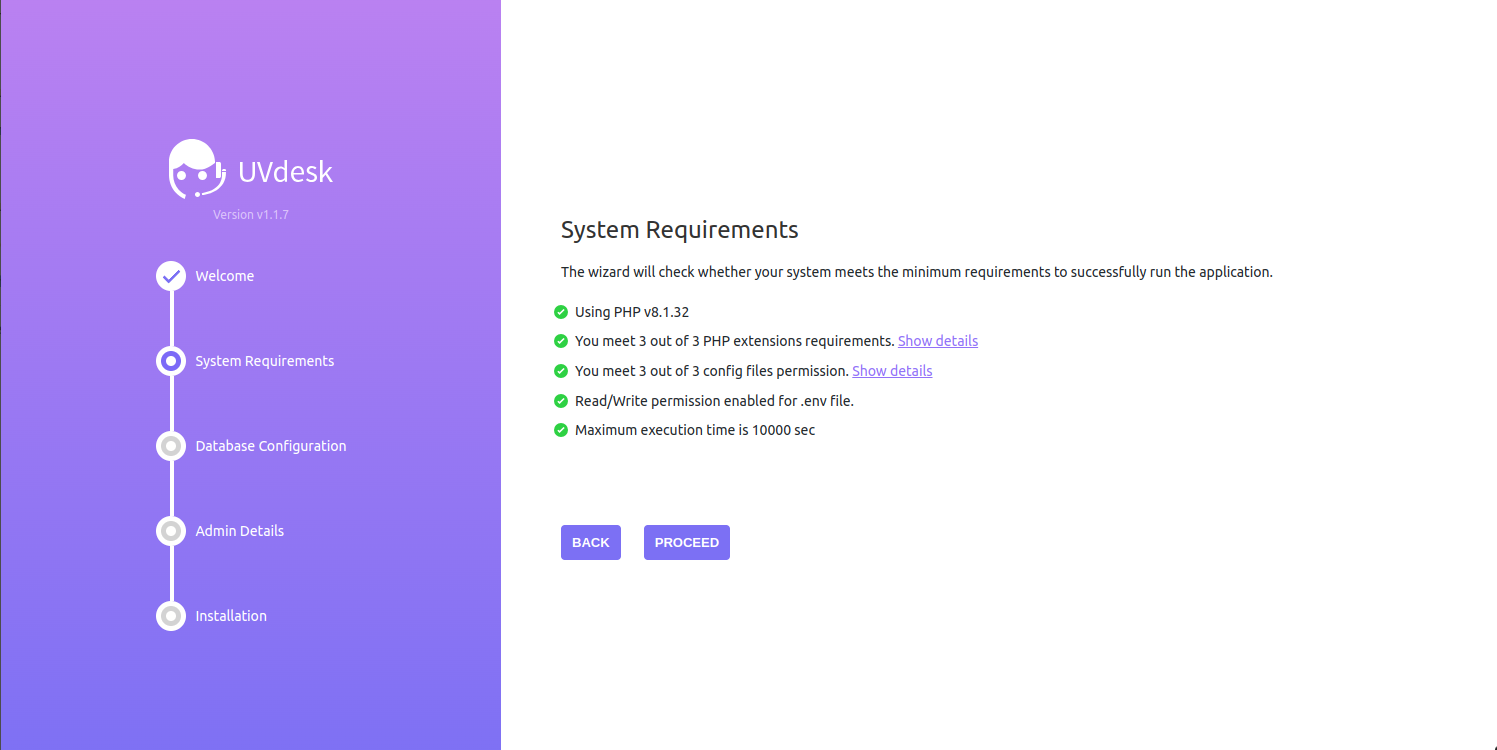 UVdesk
Version v1.1.7
Welcome
System Requirements
Database Configuration
Admin Details
Installation
System Requirements
The wizard will check whether your system meets the minimum requirements to successfully run the application.
Using PHP v8.1.32
You meet 3 out of 3 PHP extensions requirements. Show details
You meet 3 out of 3 config files permission. Show details
Read/Write permission enabled for .env file.
Maximum execution time is 10000 sec
BACK PROCEED